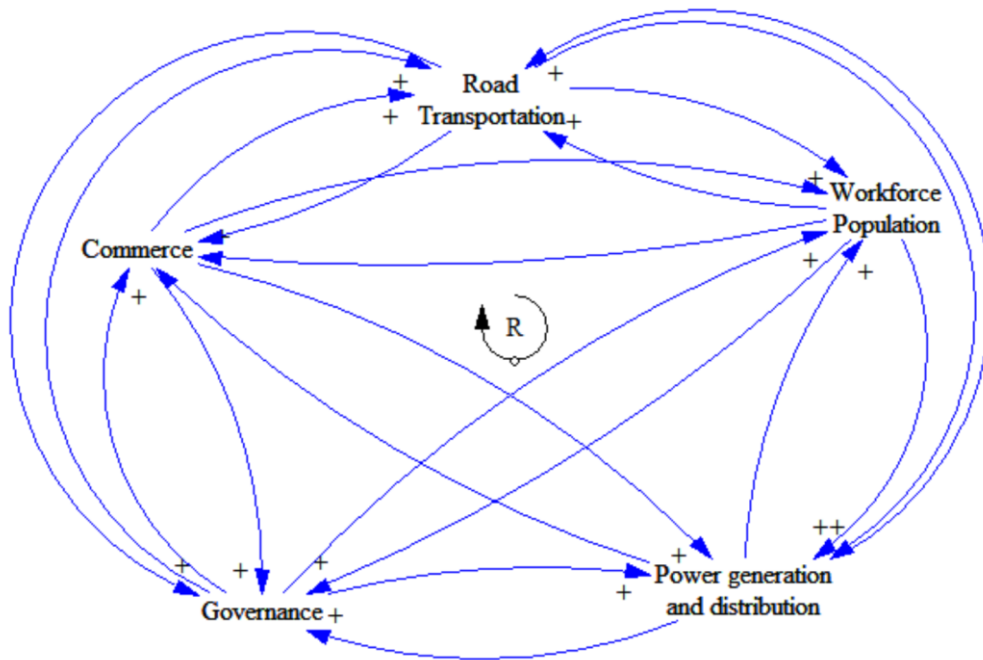 +
Road
+
Transportation+
+
Workforce
Population
Commerce
+
+
+
R
++
+
+
+
+
Power generation
and distribution
+
Governance
+